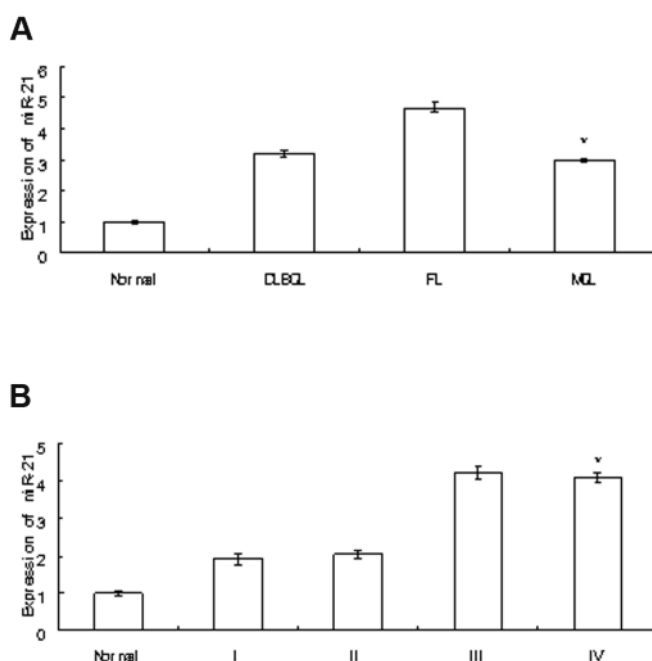 A
Expression of miR-21
6
5
4
3
2
1
0
Normal DLBCL FL MCL
*
B
Expression of miR-21
5
4
3
2
1
0
Normal I II III IV
*